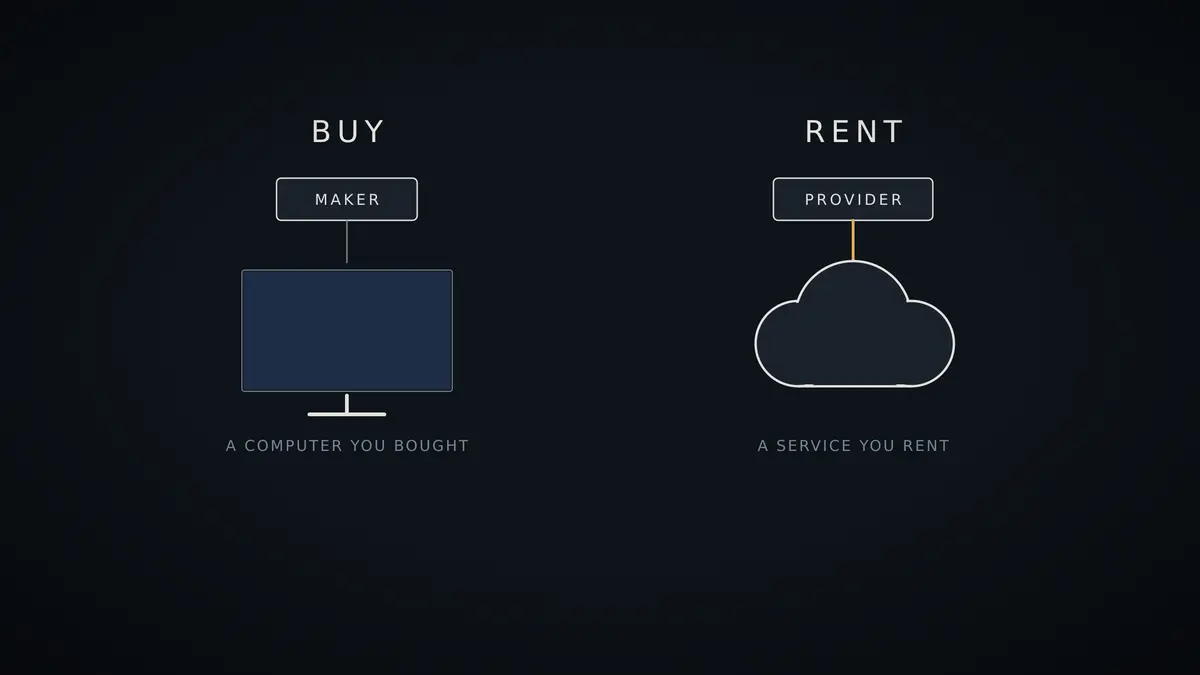 BUY
MAKER
A COMPUTER YOU BOUGHT
RENT
PROVIDER
A SERVICE YOU RENT